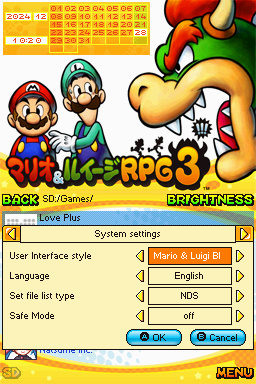 01 02 03 04 05 06 07
2024 12 08 09 10 11 12 13 14
15 16 17 18 19 20 21
22 23 24 25 26 27 28
10:20 29 30 31
マリオ&ルイージRPG3
TM
BACK SD:/Games/ BRIGHTNESS
Love Plus
System settings
User Interface style Mario & Luigi BI
Language English
Set file list type NDS
Safe Mode off
A OK B Cancel
Natsume Inc.
SD MENU